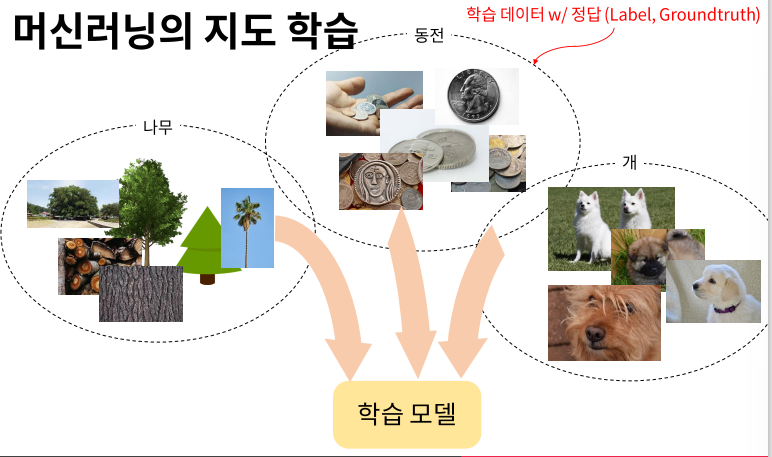 머신러닝의 지도 학습
학습 데이터 w/ 정답 (Label, Groundtruth)
동전
나무
개
학습 모델